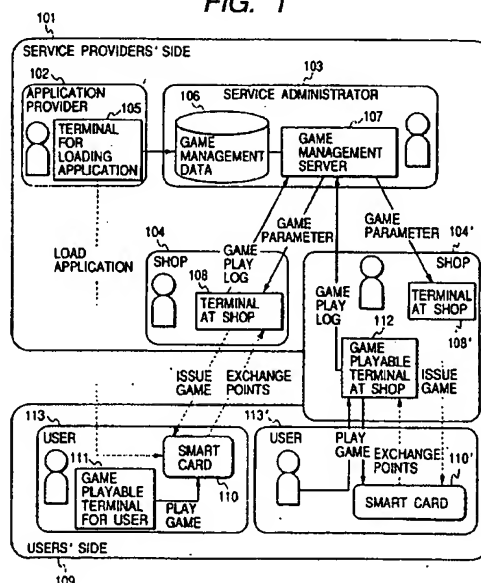 FIG. 1
101
SERVICE PROVIDERS' SIDE
102
APPLICATION
PROVIDER
105
TERMINAL
FOR
LOADING
APPLICATION
103
SERVICE ADMINISTRATOR
106
GAME
MANAGEMENT
DATA
107
GAME
MANAGEMENT
SERVER
LOAD
APPLICATION
104
SHOP
108
TERMINAL
AT SHOP
GAME
PLAY
LOG
GAME
PARAMETER
GAME
PLAY
LOG
GAME
PARAMETER
104'
SHOP
TERMINAL
AT SHOP
108'
112
GAME
PLAYABLE
TERMINAL
AT SHOP
ISSUE
GAME
ISSUE
GAME
EXCHANGE
POINTS
113
USER
111
GAME
PLAYABLE
TERMINAL
FOR USER
SMART
CARD
110
PLAY
GAME
113'
USER
PLAY
GAME
EXCHANGE
POINTS
110'
SMART CARD
USERS' SIDE
109